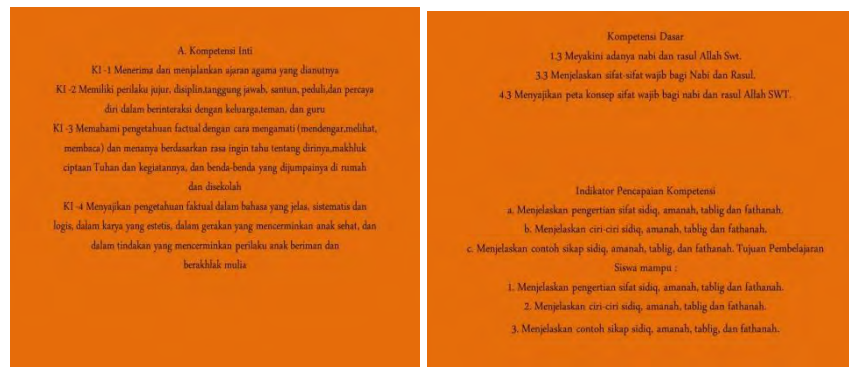 A. Kompetensi Inti
KI -1 Menerima dan menjalankan ajaran agama yang dianutnya
KI -2 Memiliki perilaku jujur, disiplin,tanggung jawab, santun, peduli,dan percaya
diri dalam berinteraksi dengan keluarga,teman, dan guru
KI -3 Memahami pengetahuan factual dengan cara mengamati (mendengar,melihat,
membaca) dan menanya berdasarkan rasa ingin tahu tentang dirinya,makhluk
ciptaan Tuhan dan kegiatannya, dan benda-benda yang dijumpainya di rumah
dan disekolah
KI -4 Menyajikan pengetahuan faktual dalam bahasa yang jelas, sistematis dan
logis, dalam karya yang estetis, dalam gerakan yang mencerminkan anak sehat, dan
dalam tindakan yang mencerminkan perilaku anak beriman dan
berakhlak mulia
Kompetensi Dasar
1.3 Meyakini adanya nabi dan rasul Allah Swt.
3.3 Menjelaskan sifat-sifat wajib bagi Nabi dan Rasul.
4.3 Menyajikan peta konsep sifat wajib bagi nabi dan rasul Allah SWT.
Indikator Pencapaian Kompetensi
a. Menjelaskan pengertian sifat sidiq, amanah, tablig dan fathanah.
b. Menjelaskan ciri-ciri sidiq, amanah, tablig dan fathanah.
c. Menjelaskan contoh sikap sidiq, amanah, tablig, dan fathanah. Tujuan Pembelajaran
Siswa mampu :
1. Menjelaskan pengertian sifat sidiq, amanah, tablig dan fathanah.
2. Menjelaskan ciri-ciri sidiq, amanah, tablig dan fathanah.
3. Menjelaskan contoh sikap sidiq, amanah, tablig, dan fathanah.